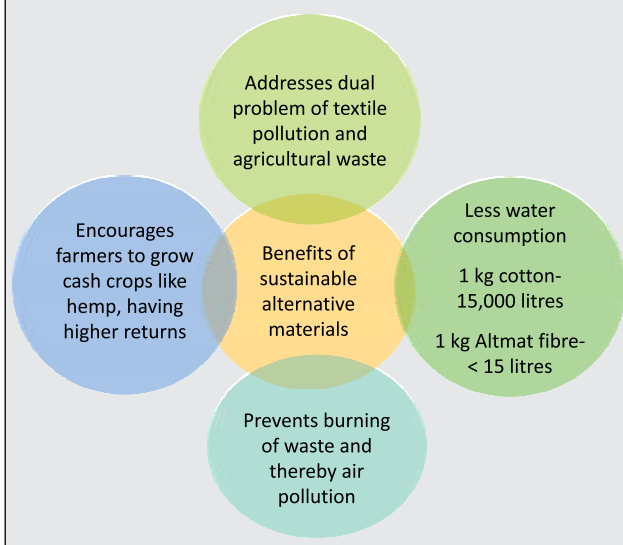 Addresses dual
problem of textile
pollution and
agricultural waste
Encourages
farmers to grow
cash crops like
hemp, having
higher returns
Benefits of
sustainable
alternative
materials
Less water
consumption
1 kg cotton-
15,000 litres
1 kg Altmat fibre-
< 15 litres
Prevents burning
of waste and
thereby air
pollution